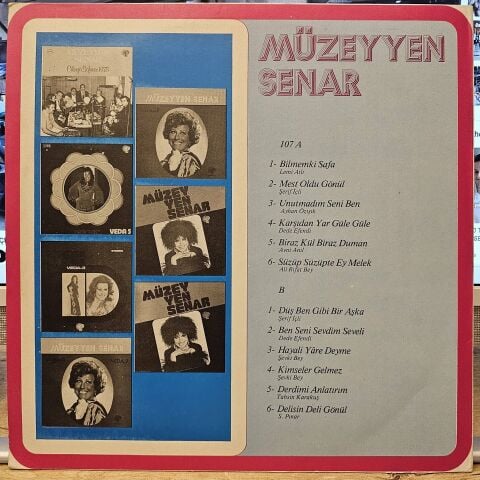 MÜZEYYEN
SENAR
107 A
1- Bilmemki Safa
Lemi Atlı
2- Mest Oldu Gönül
Şerif İçli
3- Unutmadım Seni Ben
Ayhan Özışık
4- Karşıdan Yar Güle Güle
Dede Efendi
5- Biraz Kül Biraz Duman
Avni Anıl
6- Süzüp Süzüpte Ey Melek
Ali Rıfat Bey
B
1- Düş Ben Gibi Bir Aşka
Şerif İçli
2- Ben Seni Sevdim Seveli
Dede Efendi
3- Hayali Yâre Deyme
Şevki Bey
4- Kimseler Gelmez
Şevki Bey
5- Derdimi Anlatırım
Tahsin Karakuş
6- Delisin Deli Gönül
S. Pınar
MÜZEYYEN SENAR
VEDA 5
MÜZEY
YEN
SENAR
MÜZEY
YEN
SENAR
MÜZEYYEN SENAR